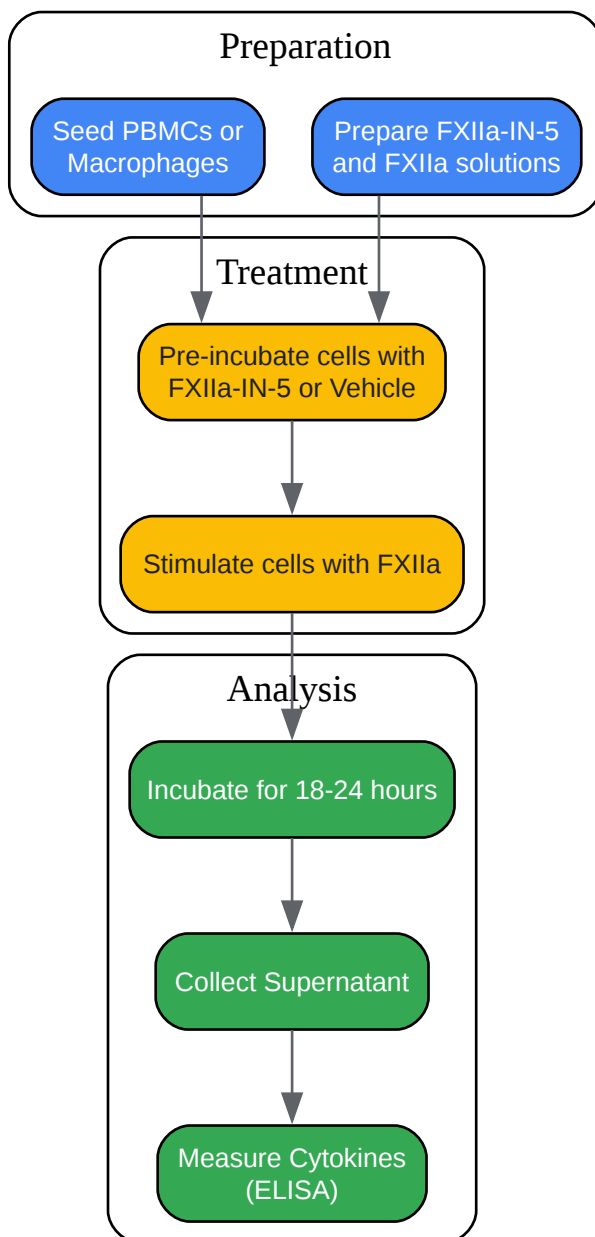 Preparation
Seed PBMCs or
Macrophages
Prepare FXIIa-IN-5
and FXIIa solutions
Treatment
Pre-incubate cells with
FXIIa-IN-5 or Vehicle
Stimulate cells with FXIIa
Analysis
Incubate for 18-24 hours
Collect Supernatant
Measure Cytokines
(ELISA)